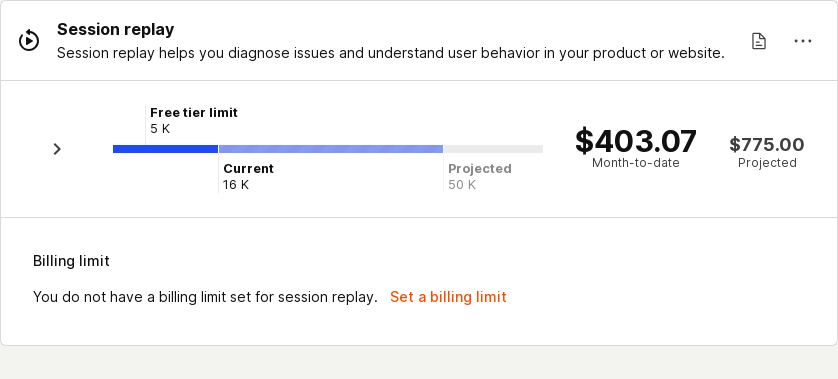 Session replay
Session replay helps you diagnose issues and understand user behavior in your product or website.
Free tier limit
5 K
Current
16 K
Projected
50 K
$403.07
Month-to-date
$775.00
Projected
Billing limit
You do not have a billing limit set for session replay. Set a billing limit